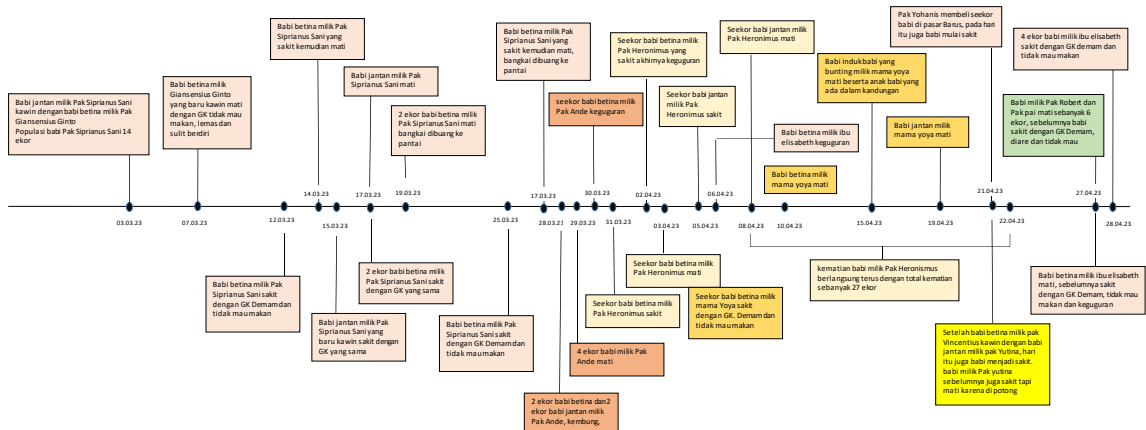 Babi jantan milik Pak Siprianus Sani
kawin dengan babi betina milik Pak
Giansensius Ginto
Populasi babi Pak Siprianus Sani 14
ekor
Babi betina milik
Giansensius Ginto
yang baru kawin mati
dengan GK tidak mau
makan, lemas dan
sulit berdiri
Babi betina milik Pak
Siprianus Sani yang
sakit kemudian mati
Babi jantan milik Pak
Siprianus Sani mati
2 ekor babi betina milik
Pak Siprianus Sani mati
bangkai dibuang ke
pantai
Babi betina milik Pak
Siprianus Sani yang
sakit kemudian mati,
bangkai dibuang ke
pantai
seekor babi betina milik
Pak Ande keguguran
Seekor babi betina milik
Pak Heronimus yang
sakit akhirnya keguguran
Seekor babi jantan milik
Pak Heronimus mati
Seekor babi jantan
milik Pak
Heronimus sakit
Babi betina milik ibu
elisabeth keguguran
Babi betina milik
mama yoya mati
Babi induk babi yang
bunting milik mama yoya
mati beserta anak babi yang
ada dalam kandungan
Babi jantan milik
mama yoya mati
Pak Yohanis membeli seekor
babi di pasar Barus, pada hari
itu juga babi mulai sakit
4 ekor babi milik ibu elisabeth
sakit dengan GK demam dan
tidak mau makan
Babi milik Pak Robert dan
Pak pai mati sebanyak 6
ekor, sebelumnya babi
sakit dengan GK Demam,
diare dan tidak mau
03.03.23
07.03.23
12.03.23
14.03.23
15.03.23
17.03.23
19.03.23
25.03.23
17.03.23
28.03.23
29.03.23
30.03.23
31.03.23
02.04.23
03.04.23
05.04.23
06.04.23
08.04.23
10.04.23
15.04.23
19.04.23
21.04.23
22.04.23
27.04.23
28.04.23
Babi betina milik Pak
Siprianus Sani sakit
dengan GK Demam dan
tidak mau makan
Babi jantan milik Pak
Siprianus Sani yang
baru kawin sakit dengan
GK yang sama
2 ekor babi betina milik
Pak Siprianus Sani sakit
dengan GK yang sama
Babi betina milik Pak
Siprianus Sani sakit
dengan GK Demam dan
tidak mau makan
2 ekor babi betina dan 2
ekor babi jantan milik
Pak Ande, kembung,
4 ekor babi milik Pak
Ande mati
Seekor babi betina milik
Pak Heronimus sakit
Seekor babi betina milik
Pak Heronimus mati
Seekor babi betina milik
mama Yoya sakit
dengan GK. Demam dan
tidak mau makan
kematian babi milik Pak Heronismus
berlangsung terus dengan total kematian
sebanyak 27 ekor
Setelah babi betina milik pak
Vincentius kawin dengan babi
jantan milik pak Yutina, hari
itu juga babi menjadi sakit.
babi milik Pak yutina
sebelumnya juga sakit tapi
mati karena di potong
Babi betina milik ibu elisabeth
mati, sebelumnya sakit
dengan GK Demam, tidak mau
makan dan keguguran